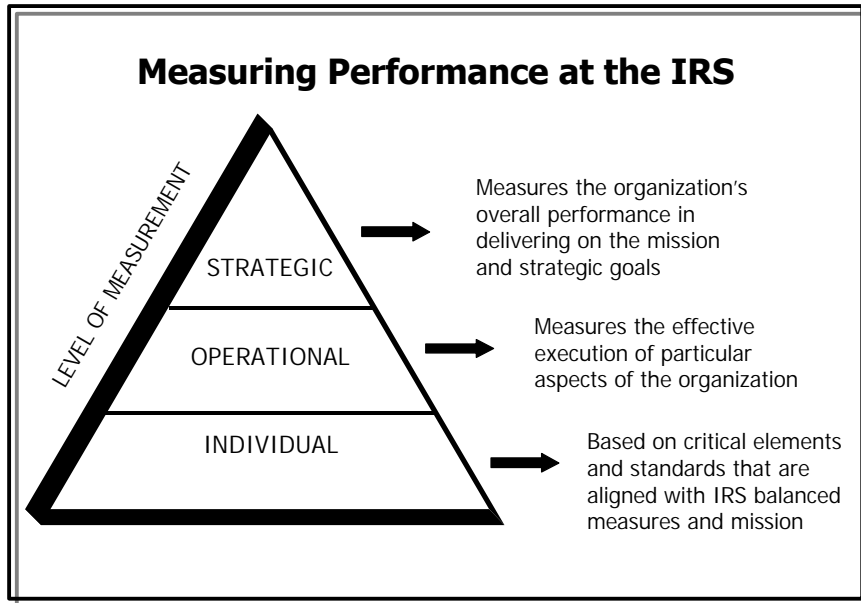 Measuring Performance at the IRS
LEVEL OF MEASUREMENT
STRATEGIC
Measures the organization's
overall performance in
delivering on the mission
and strategic goals
OPERATIONAL
Measures the effective
execution of particular
aspects of the organization
INDIVIDUAL
Based on critical elements
and standards that are
aligned with IRS balanced
measures and mission